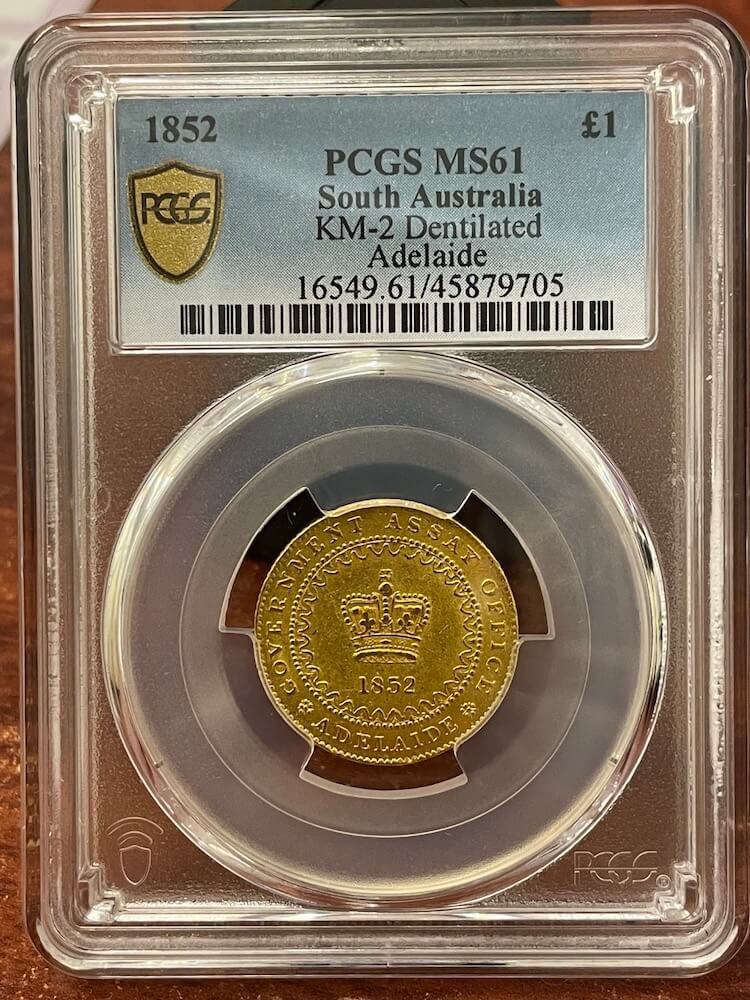 1852 £1
PCGS MS61
PCGS South Australia
KM-2 Dentilated
Adelaide
16549.61/45879705
GOVERNMENT ASSAY OFFICE
1852
ADELAIDE
PCGS